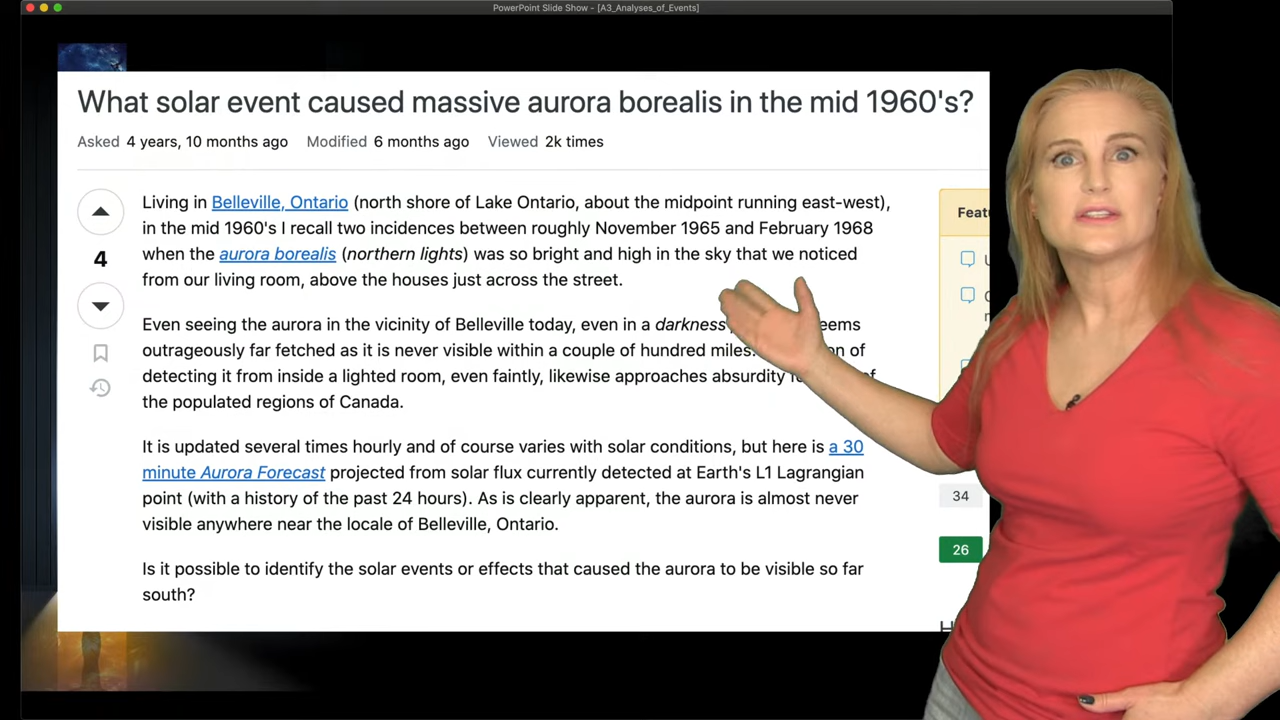 PowerPoint Slide Show - [A3_Analyses_of_Events]
What solar event caused massive aurora borealis in the mid 1960's?
Asked 4 years, 10 months ago Modified 6 months ago Viewed 2k times
4
Living in Belleville, Ontario (north shore of Lake Ontario, about the midpoint running east-west),
in the mid 1960's I recall two incidences between roughly November 1965 and February 1968
when the aurora borealis (northern lights) was so bright and high in the sky that we noticed
from our living room, above the houses just across the street.
Even seeing the aurora in the vicinity of Belleville today, even in a darkness
outrageously far fetched as it is never visible within a couple of hundred miles. of
detecting it from inside a lighted room, even faintly, likewise approaches absurdity
the populated regions of Canada.
It is updated several times hourly and of course varies with solar conditions, but here is a 30
minute Aurora Forecast projected from solar flux currently detected at Earth's L1 Lagrangian
point (with a history of the past 24 hours). As is clearly apparent, the aurora is almost never
visible anywhere near the locale of Belleville, Ontario.
Is it possible to identify the solar events or effects that caused the aurora to be visible so far
south?
34
26